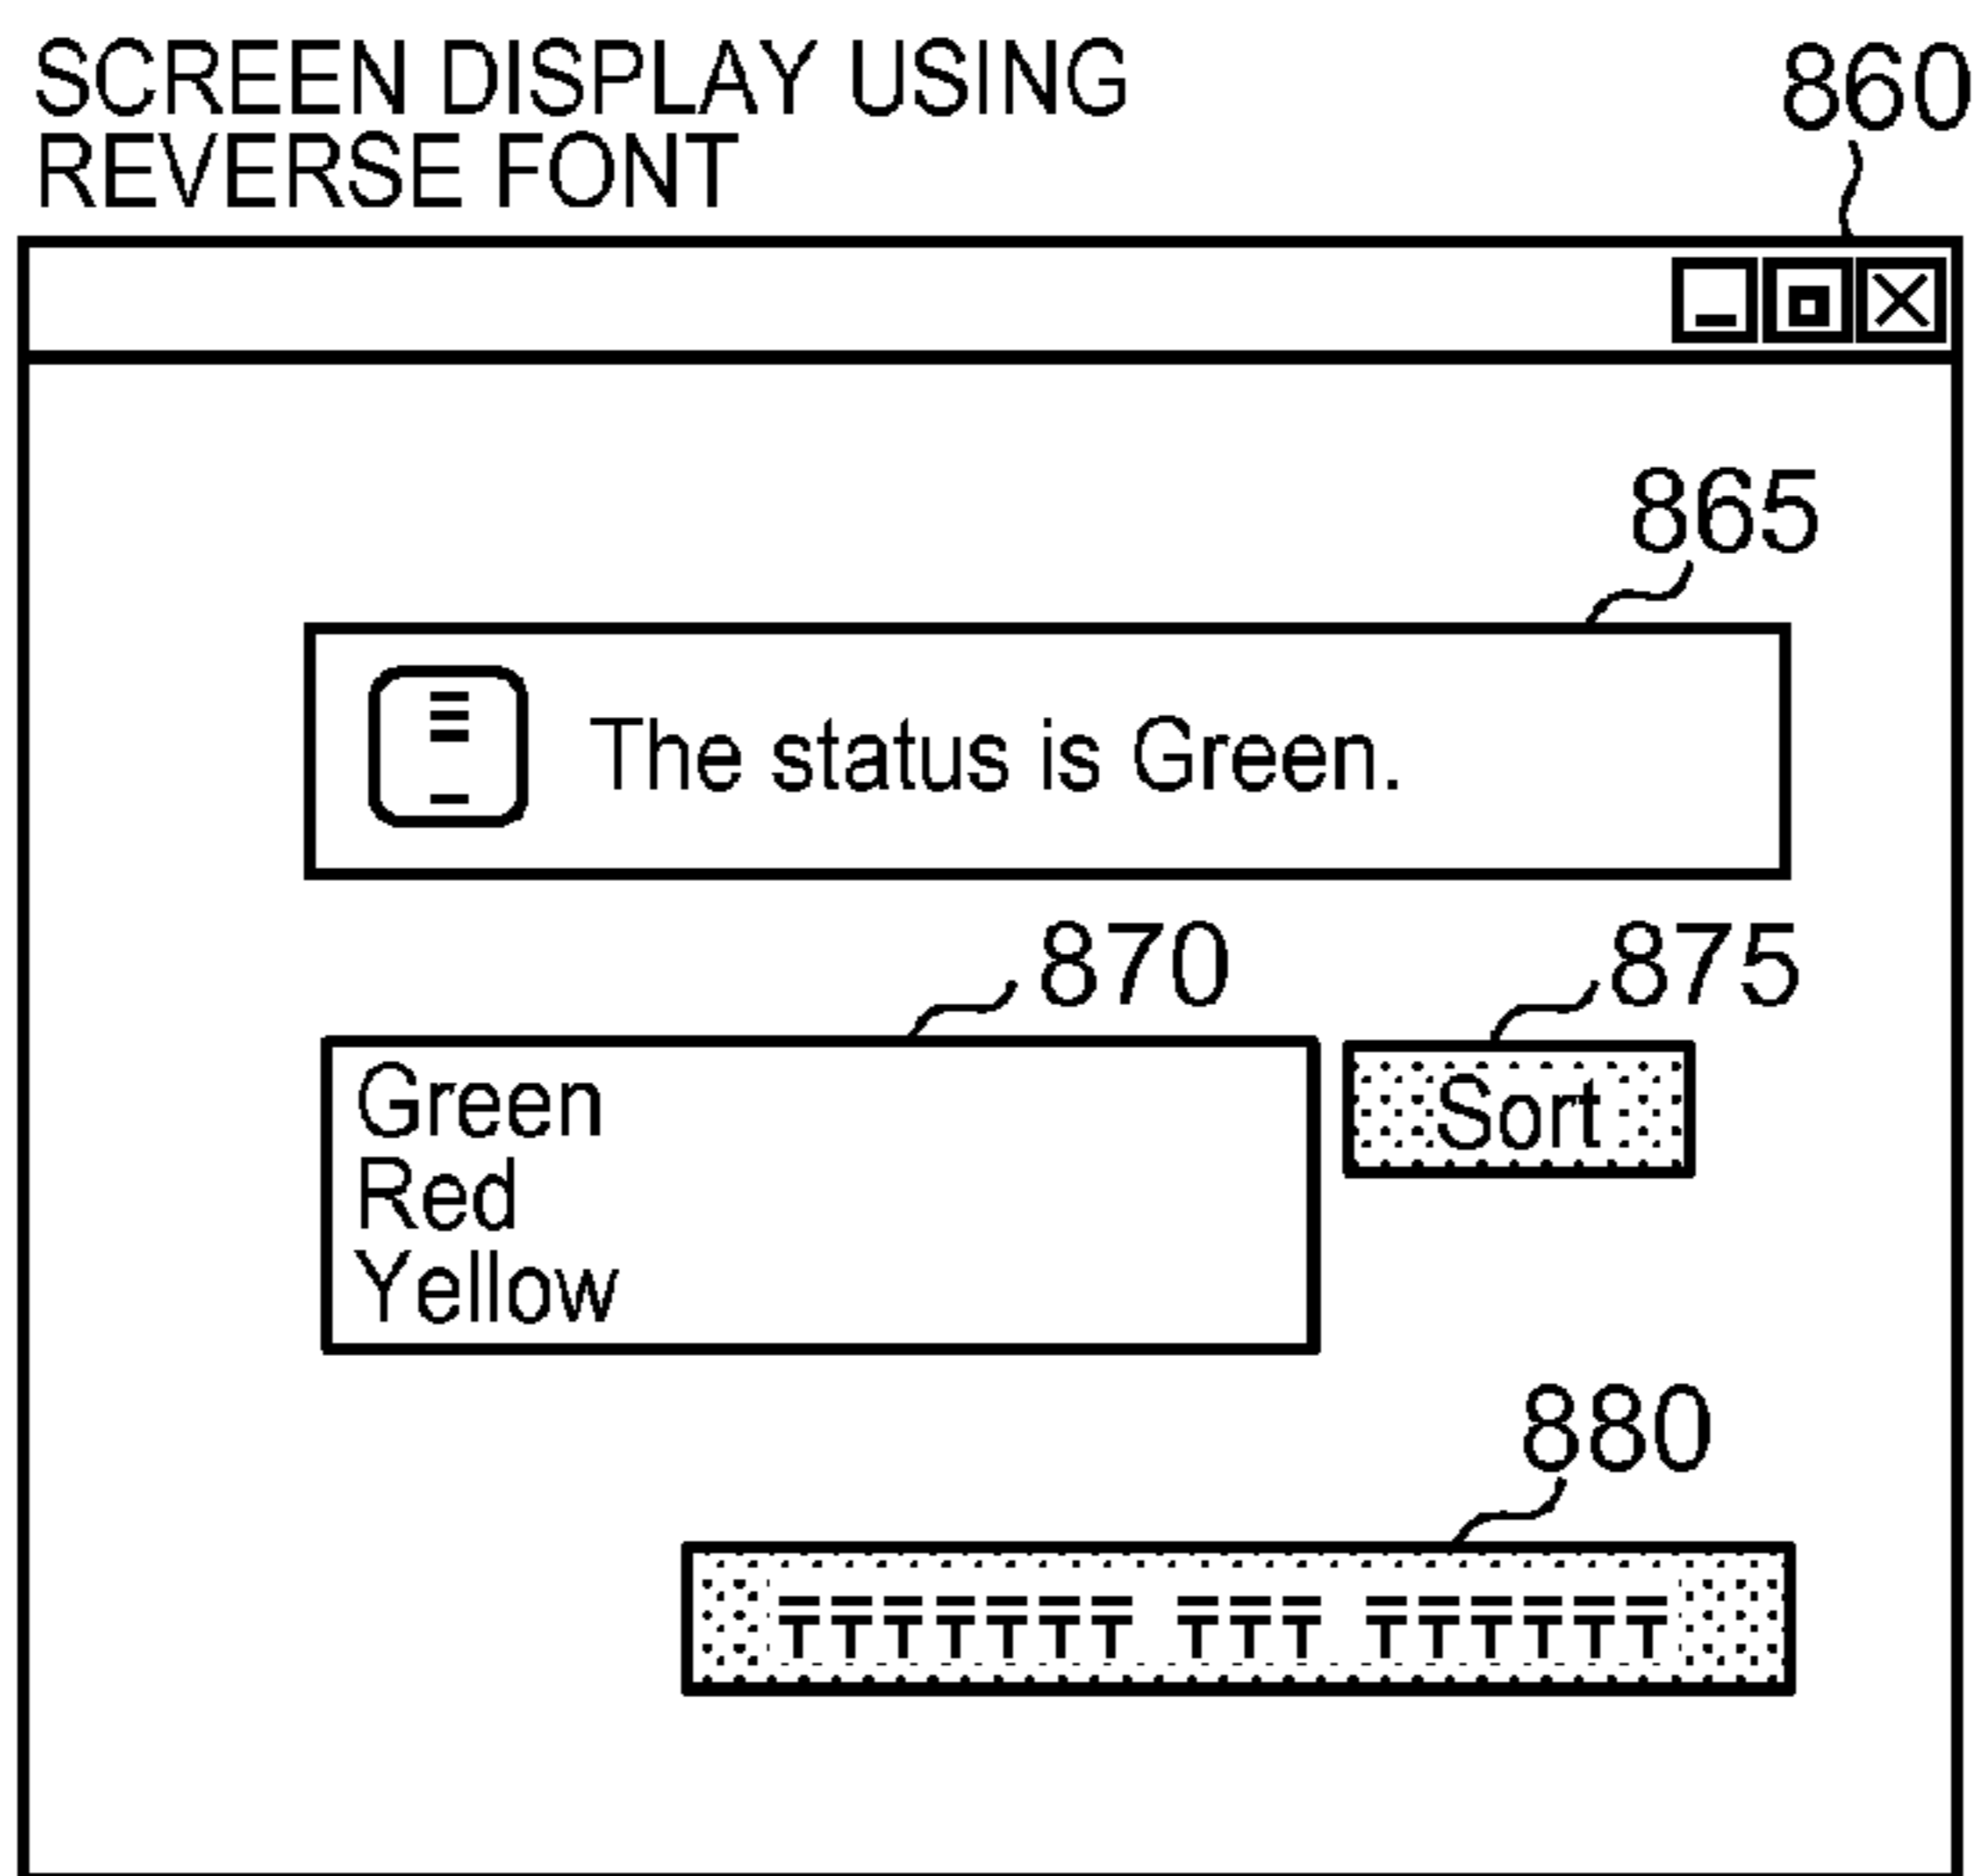 SCREEN DISPLAY USING
REVERSE FONT
860
865
The status is Green.
870
875
Green
Sort
Red
Yellow
880